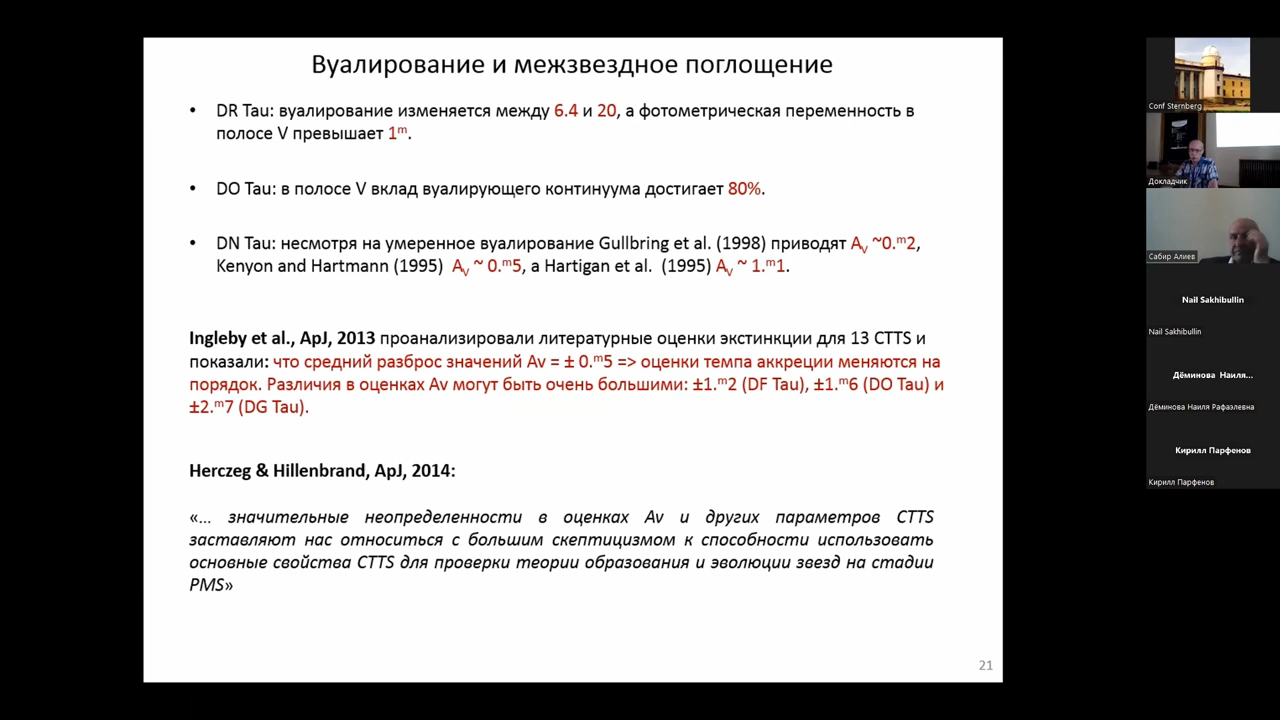 Вуалирование и межзвездное поглощение
• DR Tau: вуалирование изменяется между 6.4 и 20, а фотометрическая переменность в
полосе V превышает 1ᵐ.
• DO Tau: в полосе V вклад вуалирующего континуума достигает 80%.
• DN Tau: несмотря на умеренное вуалирование Gullbring et al. (1998) приводят Aᵥ ~0.ᵐ2,
Kenyon and Hartmann (1995) Aᵥ ~ 0.ᵐ5, а Hartigan et al. (1995) Aᵥ ~ 1.ᵐ1.
Ingleby et al., ApJ, 2013 проанализировали литературные оценки экстинкции для 13 CTTS и
показали: что средний разброс значений Av = ± 0.ᵐ5 => оценки темпа аккреции меняются на
порядок. Различия в оценках Av могут быть очень большими: ±1.ᵐ2 (DF Tau), ±1.ᵐ6 (DO Tau) и
±2.ᵐ7 (DG Tau).
Herczeg & Hillenbrand, ApJ, 2014:
«… значительные неопределенности в оценках Av и других параметров CTTS
заставляют нас относиться с большим скептицизмом к способности использовать
основные свойства CTTS для проверки теории образования и эволюции звезд на стадии
PMS»
21
Conf Sternberg
Докладчик
Сабир Алиев
Nail Sakhibullin
Nail Sakhibullin
Дёминова Наиля...
Дёминова Наиля Рафаэлевна
Кирилл Парфенов
Кирилл Парфенов